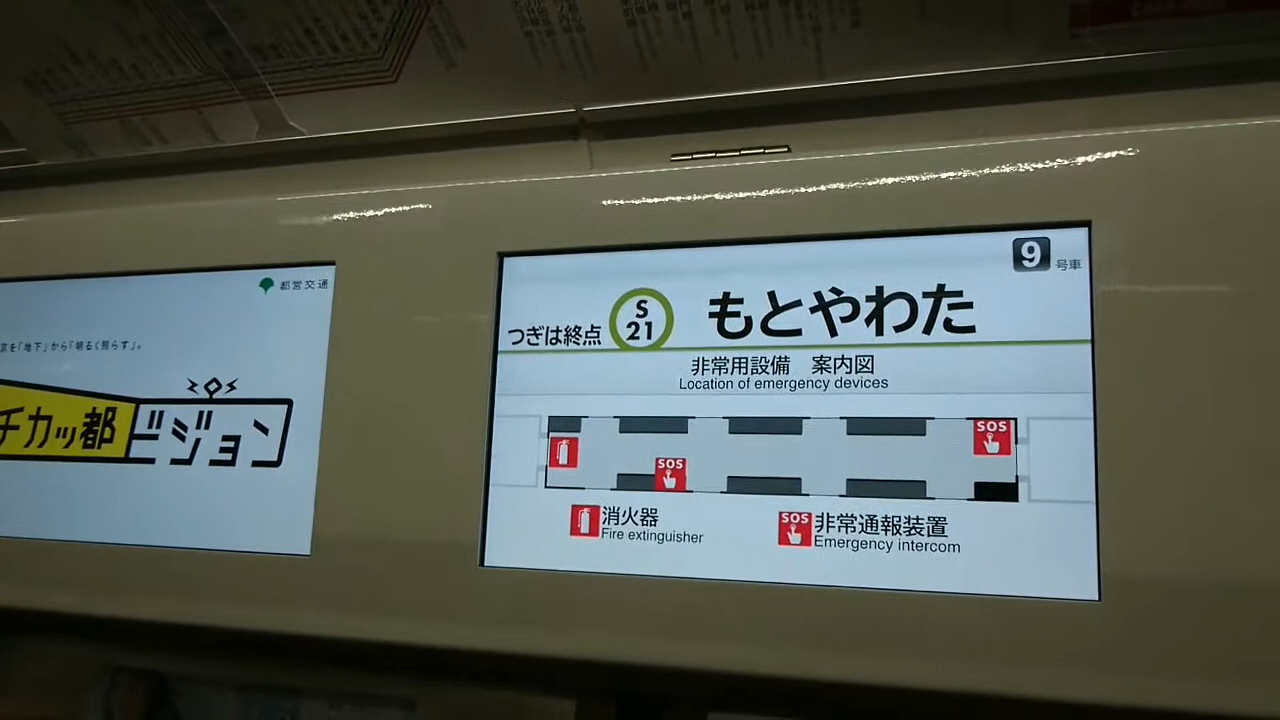 都営交通
京を「地下」から「明るく照らす」。
チカッ都ビジョン
9号車
つぎは終点 S21 もとやわた
非常用設備 案内図
Location of emergency devices
SOS
SOS
消火器
Fire extinguisher
SOS 非常通報装置
Emergency intercom